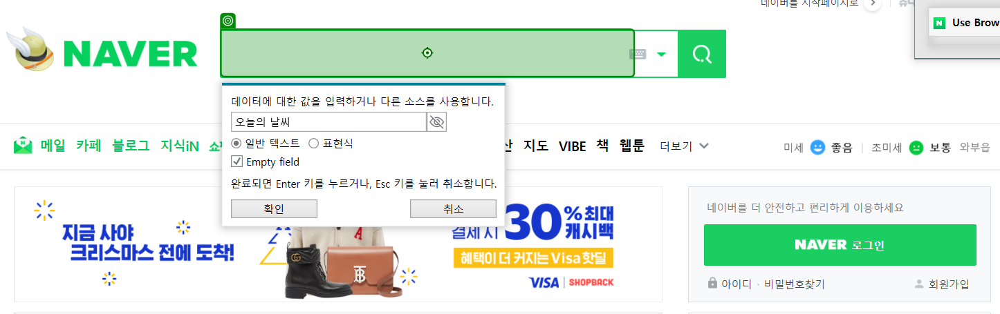 네이버를 시작페이지로
Use Brow
NAVER
데이터에 대한 값을 입력하거나 다른 소스를 사용합니다.
오늘의 날씨
일반 텍스트 표현식
Empty field
완료되면 Enter 키를 누르거나, Esc 키를 눌러 취소합니다.
확인 취소
메일 카페 블로그 지식iN 지도 VIBE 책 웹툰 더보기
미세 좋음 초미세 보통 와부읍
지금 사야
크리스마스 전에 도착!
A
결제 시 30%최대
캐시백
혜택이 더 커지는 Visa핫딜
VISA SHOPBACK
네이버를 더 안전하고 편리하게 이용하세요
NAVER 로그인
아이디 · 비밀번호찾기 회원가입